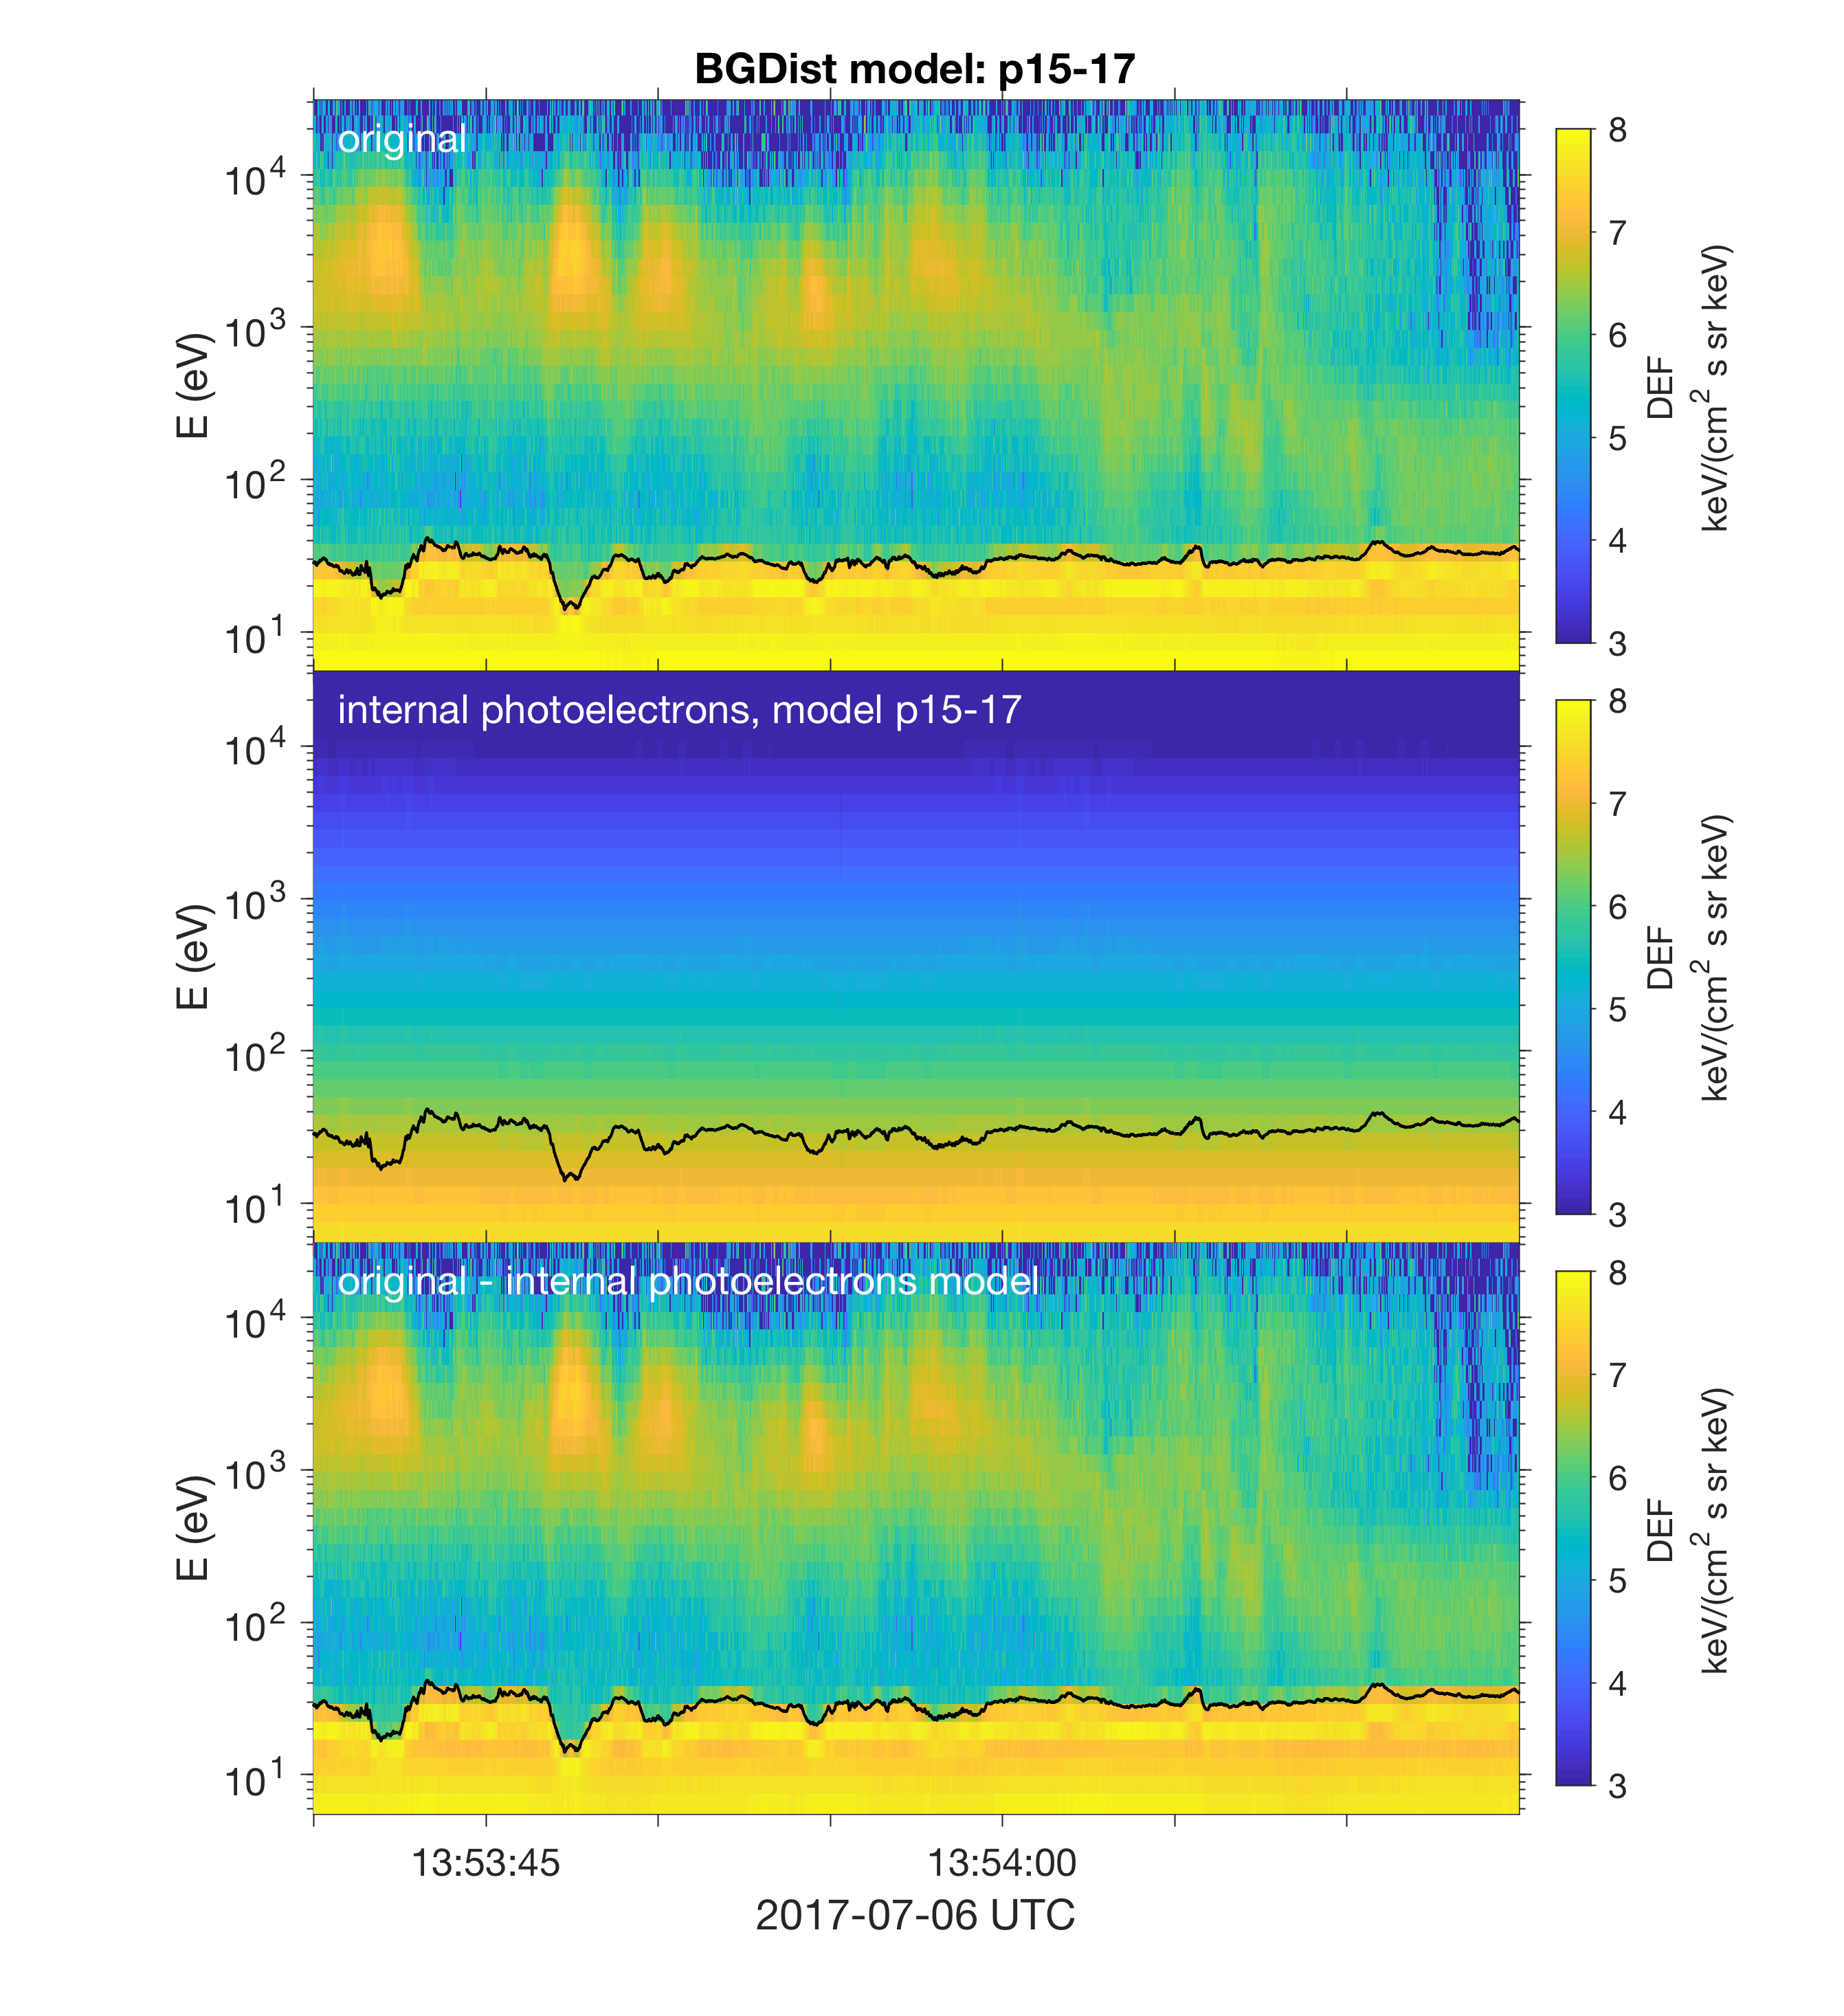 BGDist model: p15-17
original
10^4
10^3
10^2
10^1
E (eV)
8
7
6
5
4
3
DEF
keV/(cm^2 s sr keV)
internal photoelectrons, model p15-17
10^4
10^3
10^2
10^1
E (eV)
8
7
6
5
4
3
DEF
keV/(cm^2 s sr keV)
original - internal photoelectrons model
10^4
10^3
10^2
10^1
E (eV)
8
7
6
5
4
3
DEF
keV/(cm^2 s sr keV)
13:53:45
13:54:00
2017-07-06 UTC